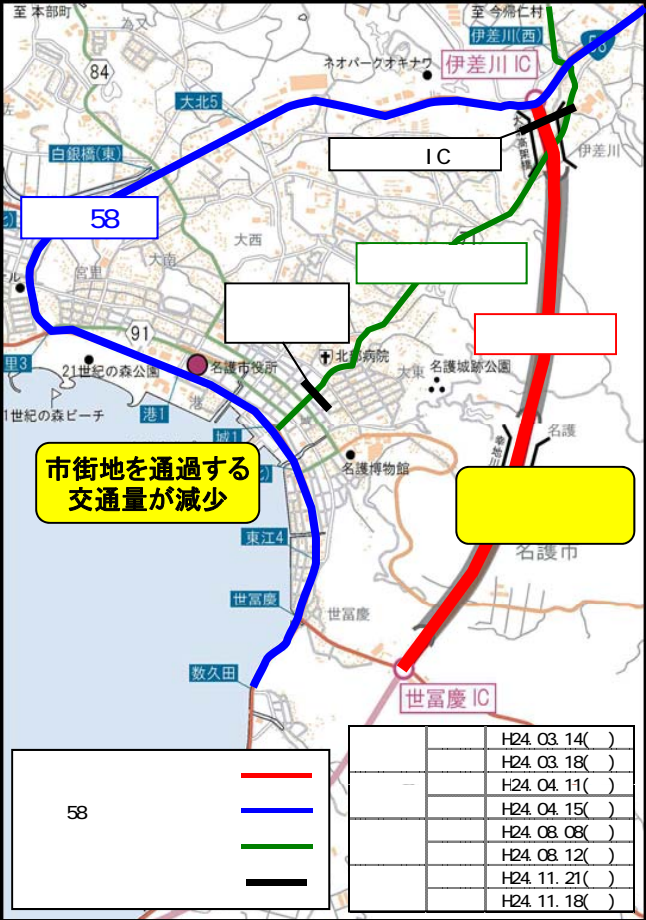 至 本部町
為又
至 今帰仁村
伊差川(西)
58
84
ネオパークオキナワ
伊差川 IC
大北5
IC
伊差川
白銀橋(東)
58
大西
大南
宮里
91
北部病院
21世紀の森公園
名護市役所
大東
名護城跡公園
里3
1世紀の森ビーチ
港1
港
城1
名護
市街地を通過する
交通量が減少
名護博物館
名護市
東江4
世冨慶
世冨慶
数久田
世冨慶 IC
58
H24.03.14( )
H24.03.18( )
H24.04.11( )
H24.04.15( )
H24.08.08( )
H24.08.12( )
H24.11.21( )
H24.11.18( )